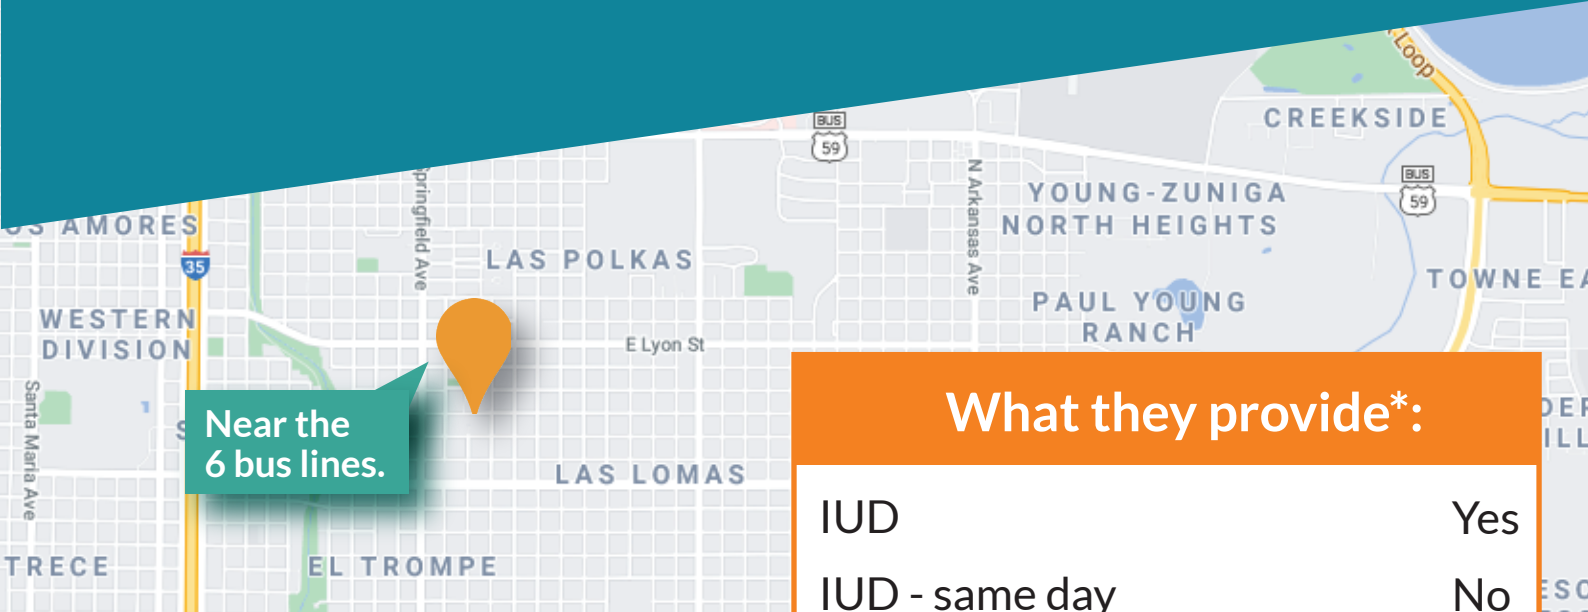 Loop
CREEKSIDE
BUS
59
BUS
59
Springfield Ave
N Arkansas Ave
YOUNG-ZUNIGA
NORTH HEIGHTS
AMORES
35
LAS POLKAS
TOWNE
PAUL YOUNG
RANCH
WESTERN
DIVISION
E Lyon St
Santa Maria Ave
Near the
6 bus lines.
What they provide*:
LAS LOMAS
IUD Yes
TRECE
EL TROMPE
IUD - same day No